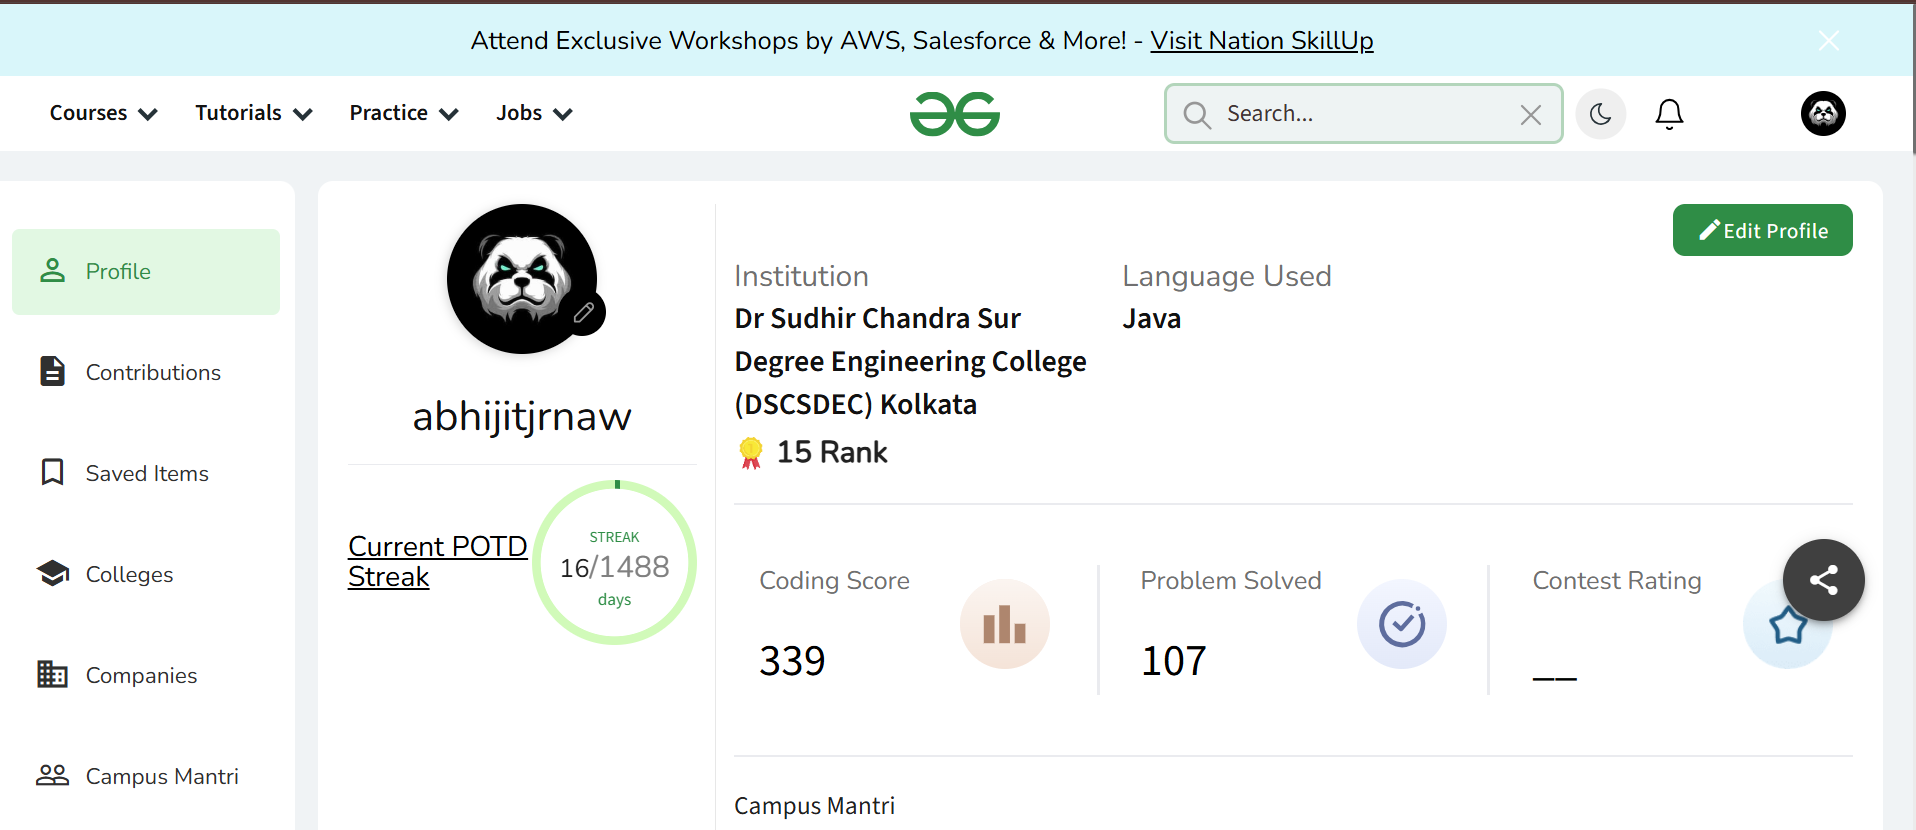 Attend Exclusive Workshops by AWS, Salesforce & More! - Visit Nation SkillUp
Courses Tutorials Practice Jobs Search...
Profile
Contributions
Saved Items
Colleges
Companies
Campus Mantri
abhijitjrnaw
Current POTD
Streak
STREAK
16/1488
days
Edit Profile
Institution
Dr Sudhir Chandra Sur
Degree Engineering College
(DSCSDEC) Kolkata
15 Rank
Language Used
Java
Coding Score
339
Problem Solved
107
Contest Rating
__
Campus Mantri